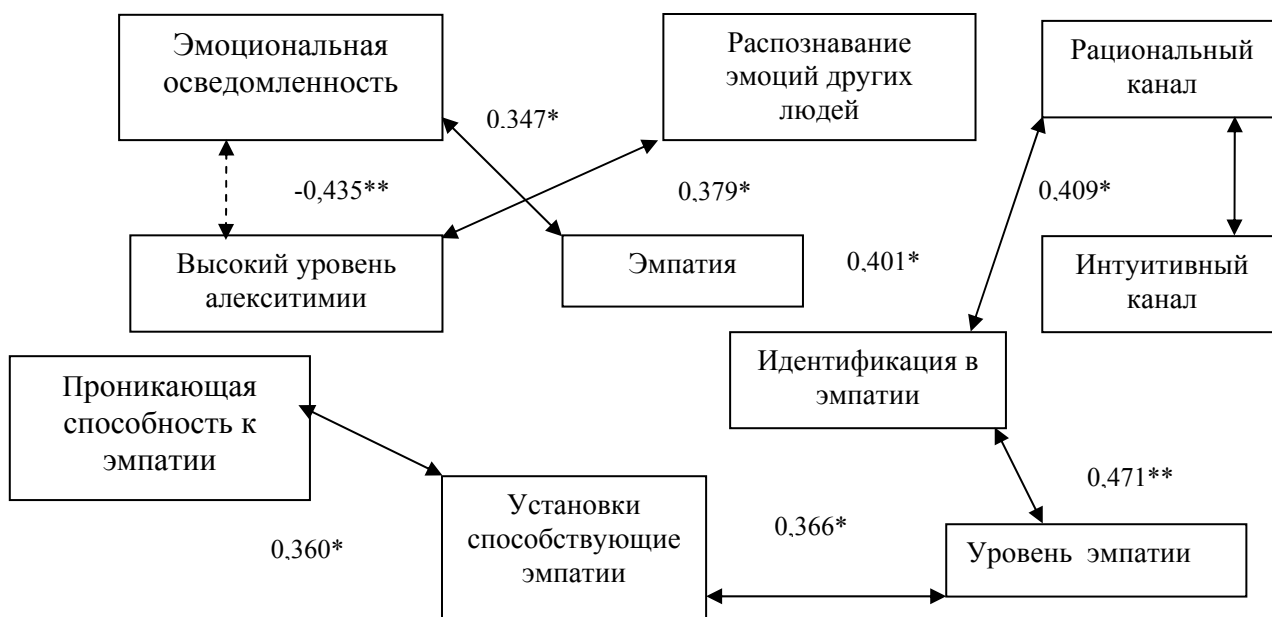 Эмоциональная
осведомленность
Распознавание
эмоций других
людей
Рациональный
канал
0,347*
-0,435**
0,379*
0,409*
Высокий уровень
алекситимии
Эмпатия
0,401*
Интуитивный
канал
Идентификация в
эмпатии
Проникающая
способность к
эмпатии
0,471**
Установки
способствующие
эмпатии
0,360*
0,366*
Уровень эмпатии